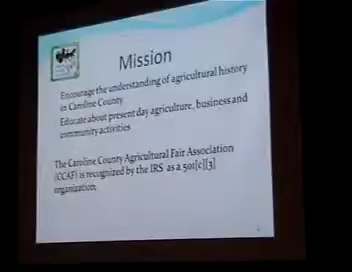 Mission
Encourage the understanding of agricultural history
in Caroline County
Educate about present day agriculture, business and
community activities
The Caroline County Agricultural Fair Association
(CCAF) is recognized by the IRS as a 501[c][3]
organization.